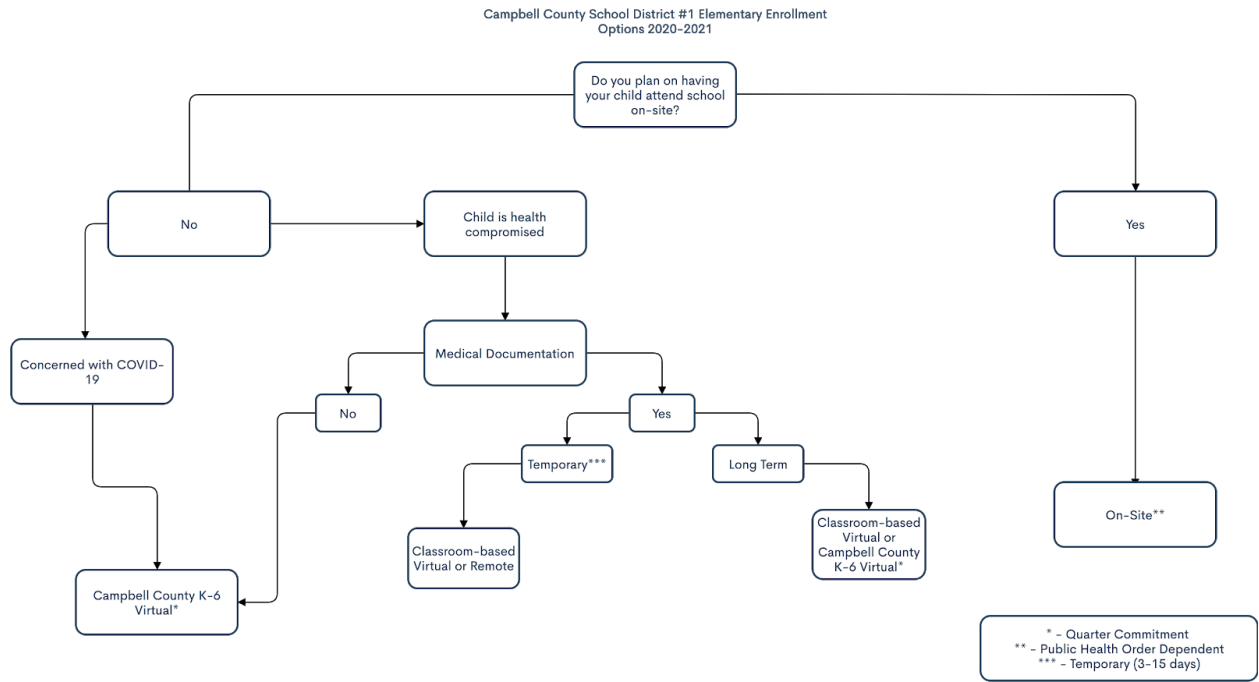 Campbell County School District #1 Elementary Enrollment
Options 2020-2021
Do you plan on having
your child attend school
on-site?
No
Child is health
compromised
Yes
Concerned with COVID-
19
Medical Documentation
No
Yes
Temporary***
Long Term
Classroom-based
Virtual or Remote
Classroom-based
Virtual or
Campbell County
K-6 Virtual*
On-Site**
Campbell County K-6
Virtual*
* - Quarter Commitment
** - Public Health Order Dependent
*** - Temporary (3-15 days)